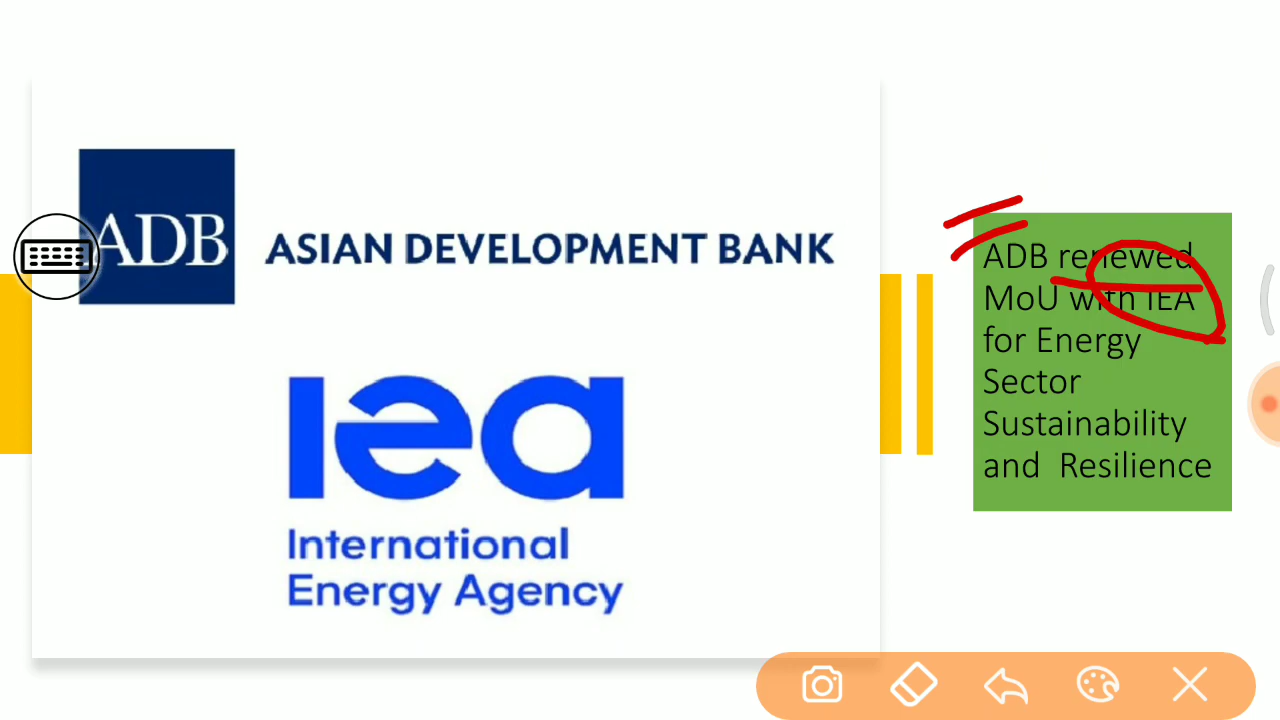 ADB
ASIAN DEVELOPMENT BANK
iea
International
Energy Agency
ADB renewed
MoU with IEA
for Energy
Sector
Sustainability
and Resilience